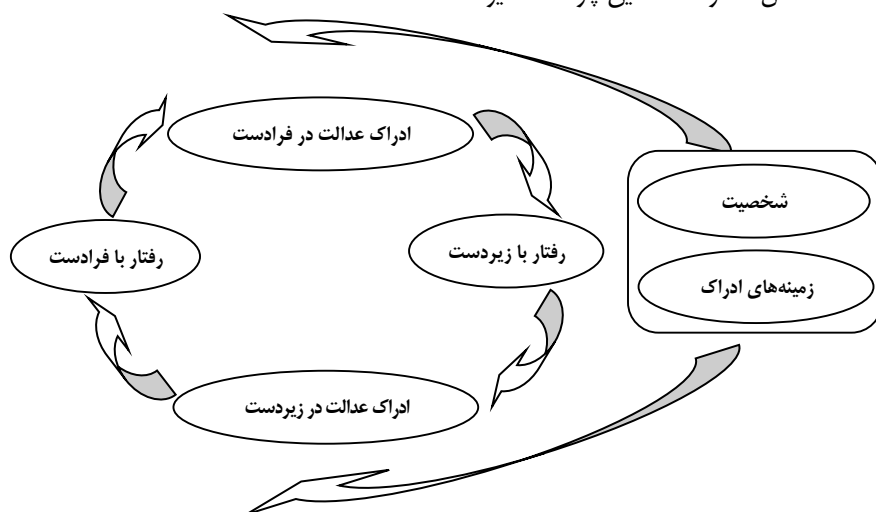 ادراک عدالت در فرادست
شخصیت
رفتار با زیردست
رفتار با فرادست
زمینه‌های ادراک
ادراک عدالت در زیردست